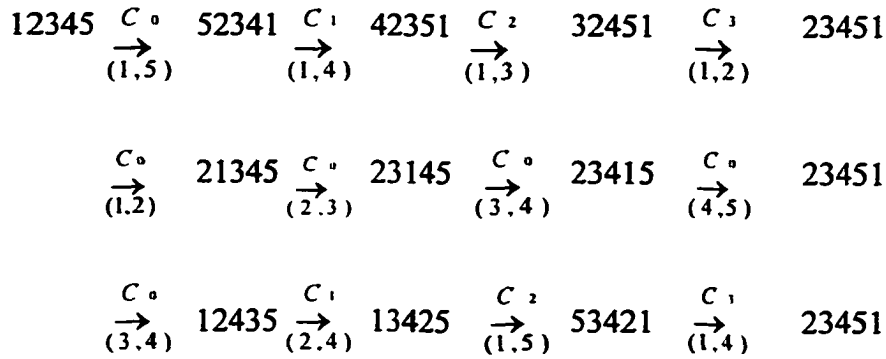 12345 C₀ → (1,5) 52341 C₁ → (1,4) 42351 C₂ → (1,3) 32451 C₃ → (1,2) 23451
C₀ → (1,2) 21345 C₀ → (2.3) 23145 C₀ → (3,4) 23415 C₀ → (4,5) 23451
C₀ → (3,4) 12435 C₁ → (2.4) 13425 C₂ → (1,5) 53421 C₁ → (1,4) 23451